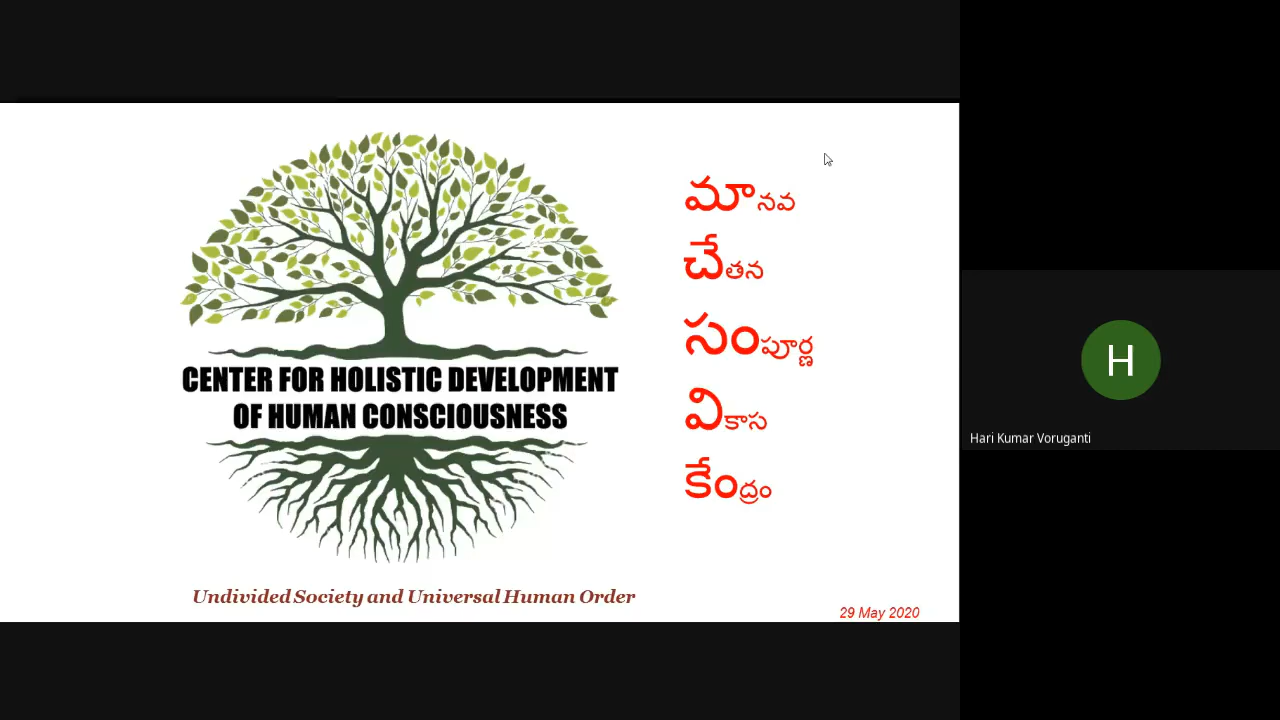 CENTER FOR HOLISTIC DEVELOPMENT
OF HUMAN CONSCIOUSNESS
Undivided Society and Universal Human Order
మానవ
చేతన
సంపూర్ణ
వికాస
కేంద్రం
29 May 2020
H
Hari Kumar Voruganti